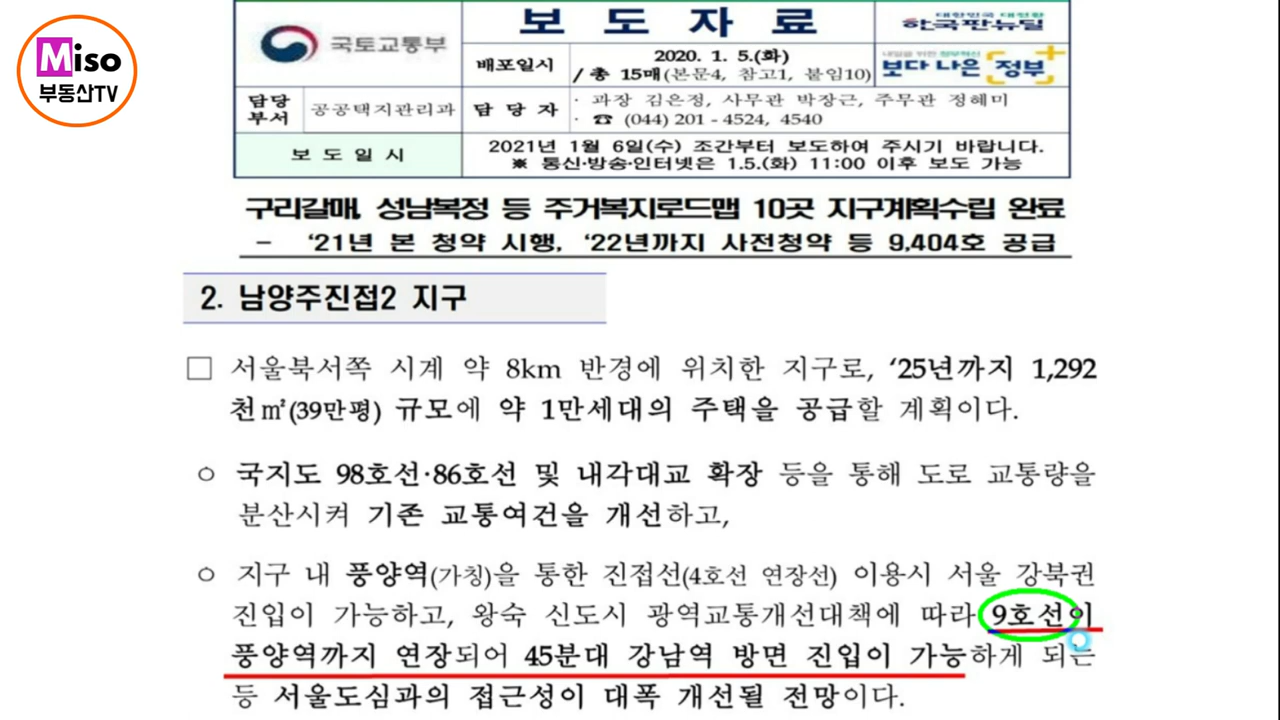 Miso
부동산TV
국토교통부
보 도 자 료
대한민국 대전환
한국판뉴딜
배포일시
2020. 1. 5.(화)
/ 총 15매(본문4, 참고1, 붙임10)
내일을 위한 정부혁신
보다 나은 정부
담당
부서
공공택지관리과
담 당 자
· 과장 김은정, 사무관 박장근, 주무관 정혜미
· ☎ (044) 201 - 4524, 4540
보 도 일 시
2021년 1월 6일(수) 조간부터 보도하여 주시기 바랍니다.
※ 통신·방송·인터넷은 1.5.(화) 11:00 이후 보도 가능
구리갈매, 성남복정 등 주거복지로드맵 10곳 지구계획수립 완료
– ‘21년 본 청약 시행, ‘22년까지 사전청약 등 9,404호 공급
2. 남양주진접2 지구
□ 서울북서쪽 시계 약 8km 반경에 위치한 지구로, ‘25년까지 1,292
천㎡(39만평) 규모에 약 1만세대의 주택을 공급할 계획이다.
○ 국지도 98호선·86호선 및 내각대교 확장 등을 통해 도로 교통량을
분산시켜 기존 교통여건을 개선하고,
○ 지구 내 풍양역(가칭)을 통한 진접선(4호선 연장선) 이용시 서울 강북권
진입이 가능하고, 왕숙 신도시 광역교통개선대책에 따라 9호선이
풍양역까지 연장되어 45분대 강남역 방면 진입이 가능하게 되는
등 서울도심과의 접근성이 대폭 개선될 전망이다.